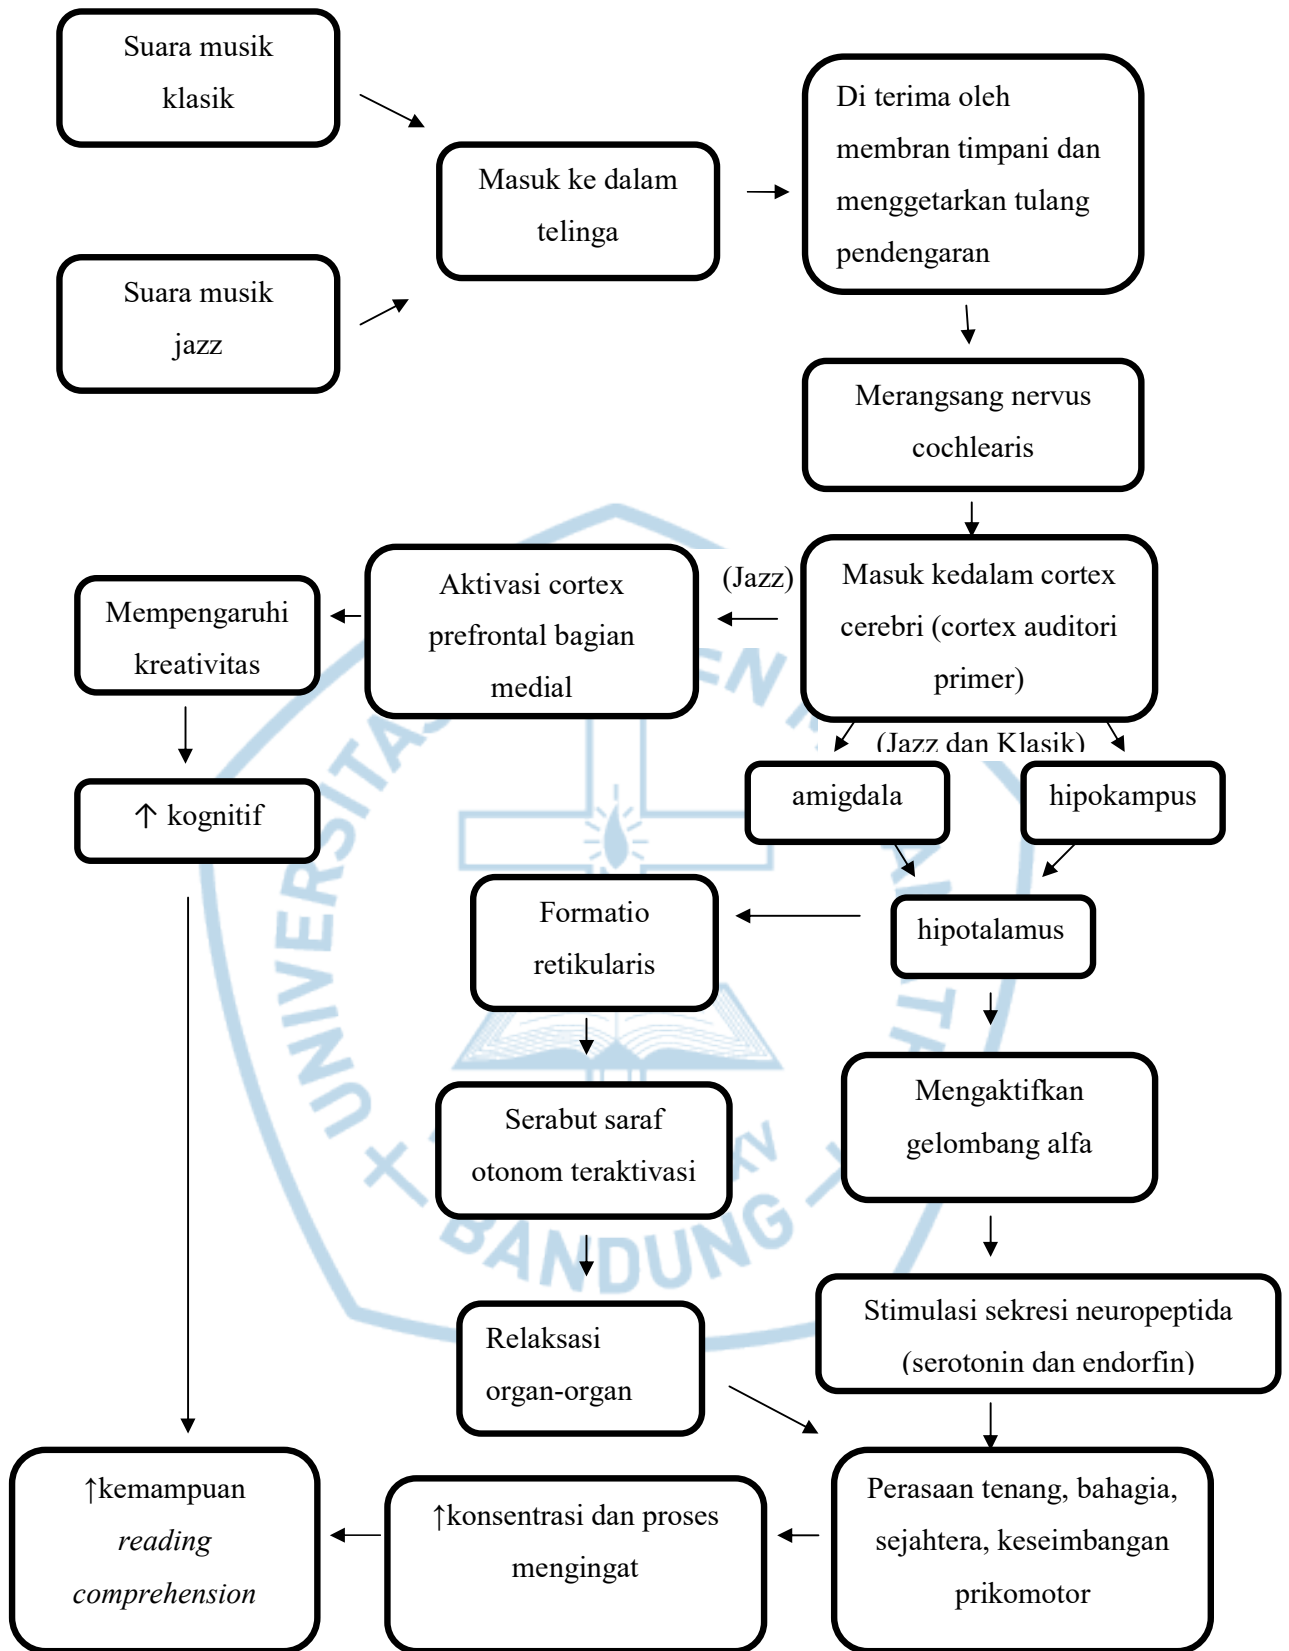 Suara musik
klasik
Suara musik
jazz
Masuk ke dalam
telinga
Di terima oleh
membran timpani dan
menggetarkan tulang
pendengaran
Merangsang nervus
cochlearis
Masuk kedalam cortex
cerebri (cortex auditori
primer)
(Jazz)
Aktivasi cortex
prefrontal bagian
medial
Mempengaruhi
kreativitas
↑ kognitif
(Jazz dan Klasik)
amigdala
hipokampus
hipotalamus
Formatio
retikularis
Serabut saraf
otonom teraktivasi
Relaksasi
organ-organ
Mengaktifkan
gelombang alfa
Stimulasi sekresi neuropeptida
(serotonin dan endorfin)
Perasaan tenang, bahagia,
sejahtera, keseimbangan
prikomotor
↑konsentrasi dan proses
mengingat
↑kemampuan
reading
comprehension
UNIVERSITAS
BANDUNG